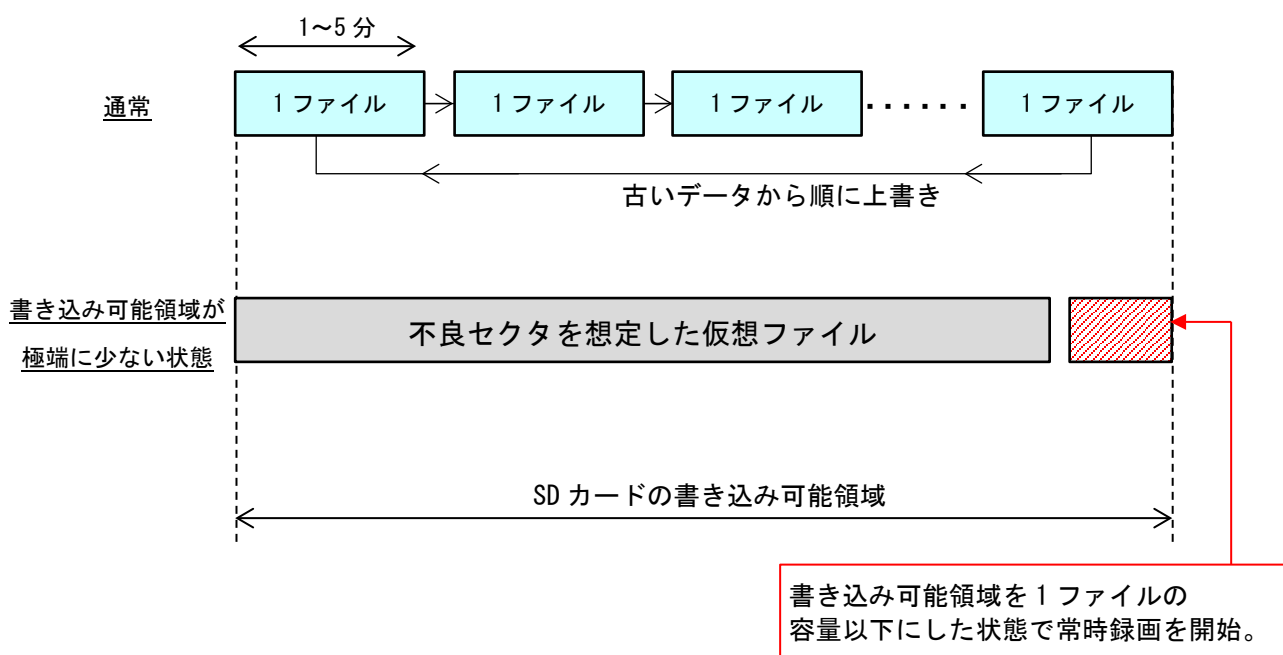 1～5 分
通常
1 ファイル
1 ファイル
1 ファイル
・・・・・・
1 ファイル
古いデータから順に上書き
書き込み可能領域が
極端に少ない状態
不良セクタを想定した仮想ファイル
SD カードの書き込み可能領域
書き込み可能領域を 1 ファイルの
容量以下にした状態で常時録画を開始。